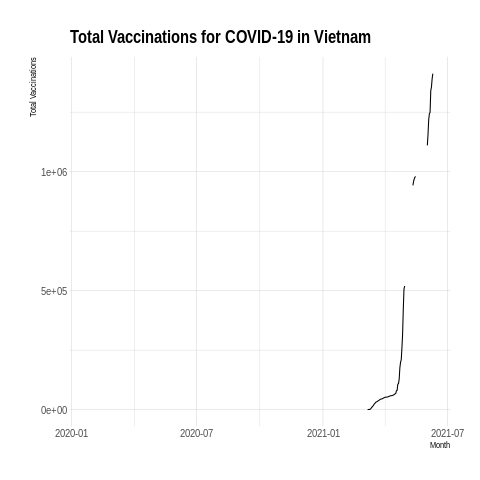 Total Vaccinations for COVID-19 in Vietnam
Total Vaccinations
1e+06
5e+05
0e+00
2020-01 2020-07 2021-01 2021-07
Month